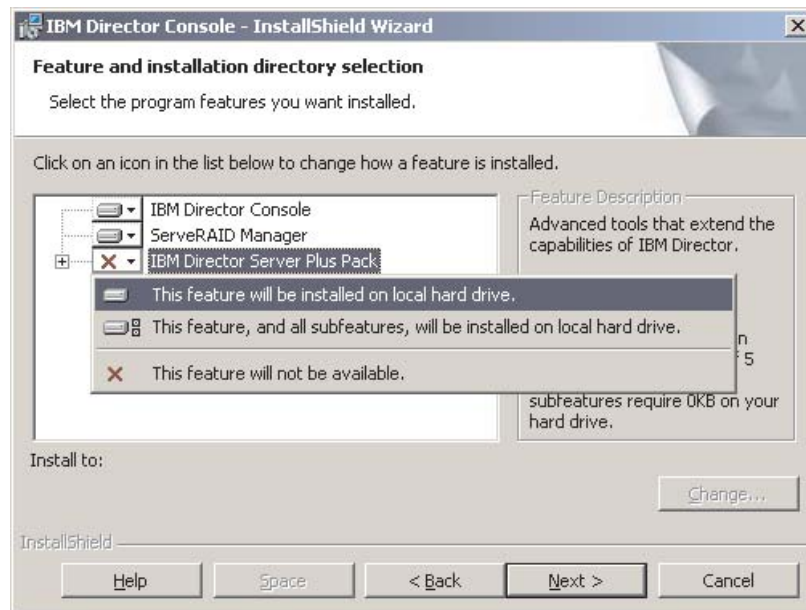 IBM Director Console - InstallShield Wizard
Feature and installation directory selection
Select the program features you want installed.
Click on an icon in the list below to change how a feature is installed.
IBM Director Console
ServeRAID Manager
IBM Director Server Plus Pack
This feature will be installed on local hard drive.
This feature, and all subfeatures, will be installed on local hard drive.
This feature will not be available.
Feature Description
Advanced tools that extend the
capabilities of IBM Director.
5
subfeatures require 0KB on your
hard drive.
Install to:
Change...
InstallShield
Help
Space
< Back
Next >
Cancel